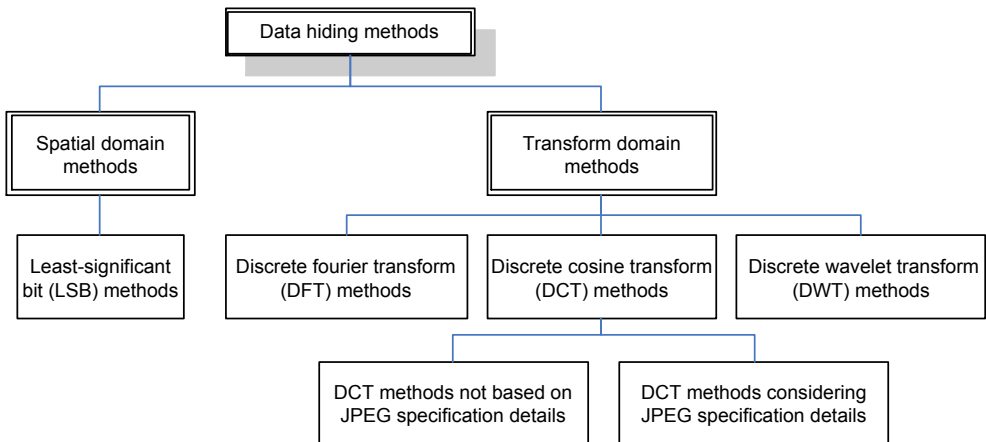 Data hiding methods
Spatial domain
methods
Transform domain
methods
Least-significant
bit (LSB) methods
Discrete fourier transform
(DFT) methods
Discrete cosine transform
(DCT) methods
Discrete wavelet transform
(DWT) methods
DCT methods not based on
JPEG specification details
DCT methods considering
JPEG specification details